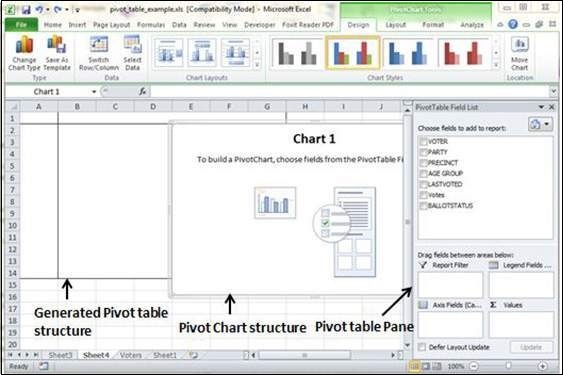 pivot_table_example.xls [Compatibility Mode] - Microsoft Excel
PivotChart Tools
File Home Insert Page Layout Formulas Data Review View Foxit Reader PDF Design Layout Format Analyze
Change Chart Type Save As Template Switch Row/Column Select Data Move Chart
Type Data Chart Layouts Chart Styles Location
Chart 1 fx
A B C D E F G H I J
PivotTable Field List
1
2
3
4
5
6
7
8
9
10
11
12
13
14
15
16
17
18
Chart 1
To build a PivotChart, choose fields from the PivotTable Fi
Choose fields to add to report:
VOTER
PARTY
PRECINCT
AGE GROUP
LASTVOTED
Votes
BALLOTSTATUS
Drag fields between areas below:
Report Filter Legend Fields ...
Axis Fields (Ca... Σ Values
Defer Layout Update Update
Generated Pivot table
structure
Pivot Chart structure
Pivot table Pane
Sheet3 Sheet4 Voters Sheet1
Ready 100%